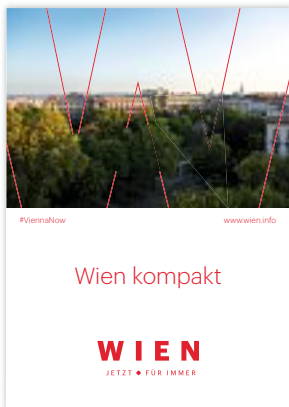 #ViennaNow www.wien.info
Wien kompakt
WIEN
JETZT ◆ FÜR IMMER